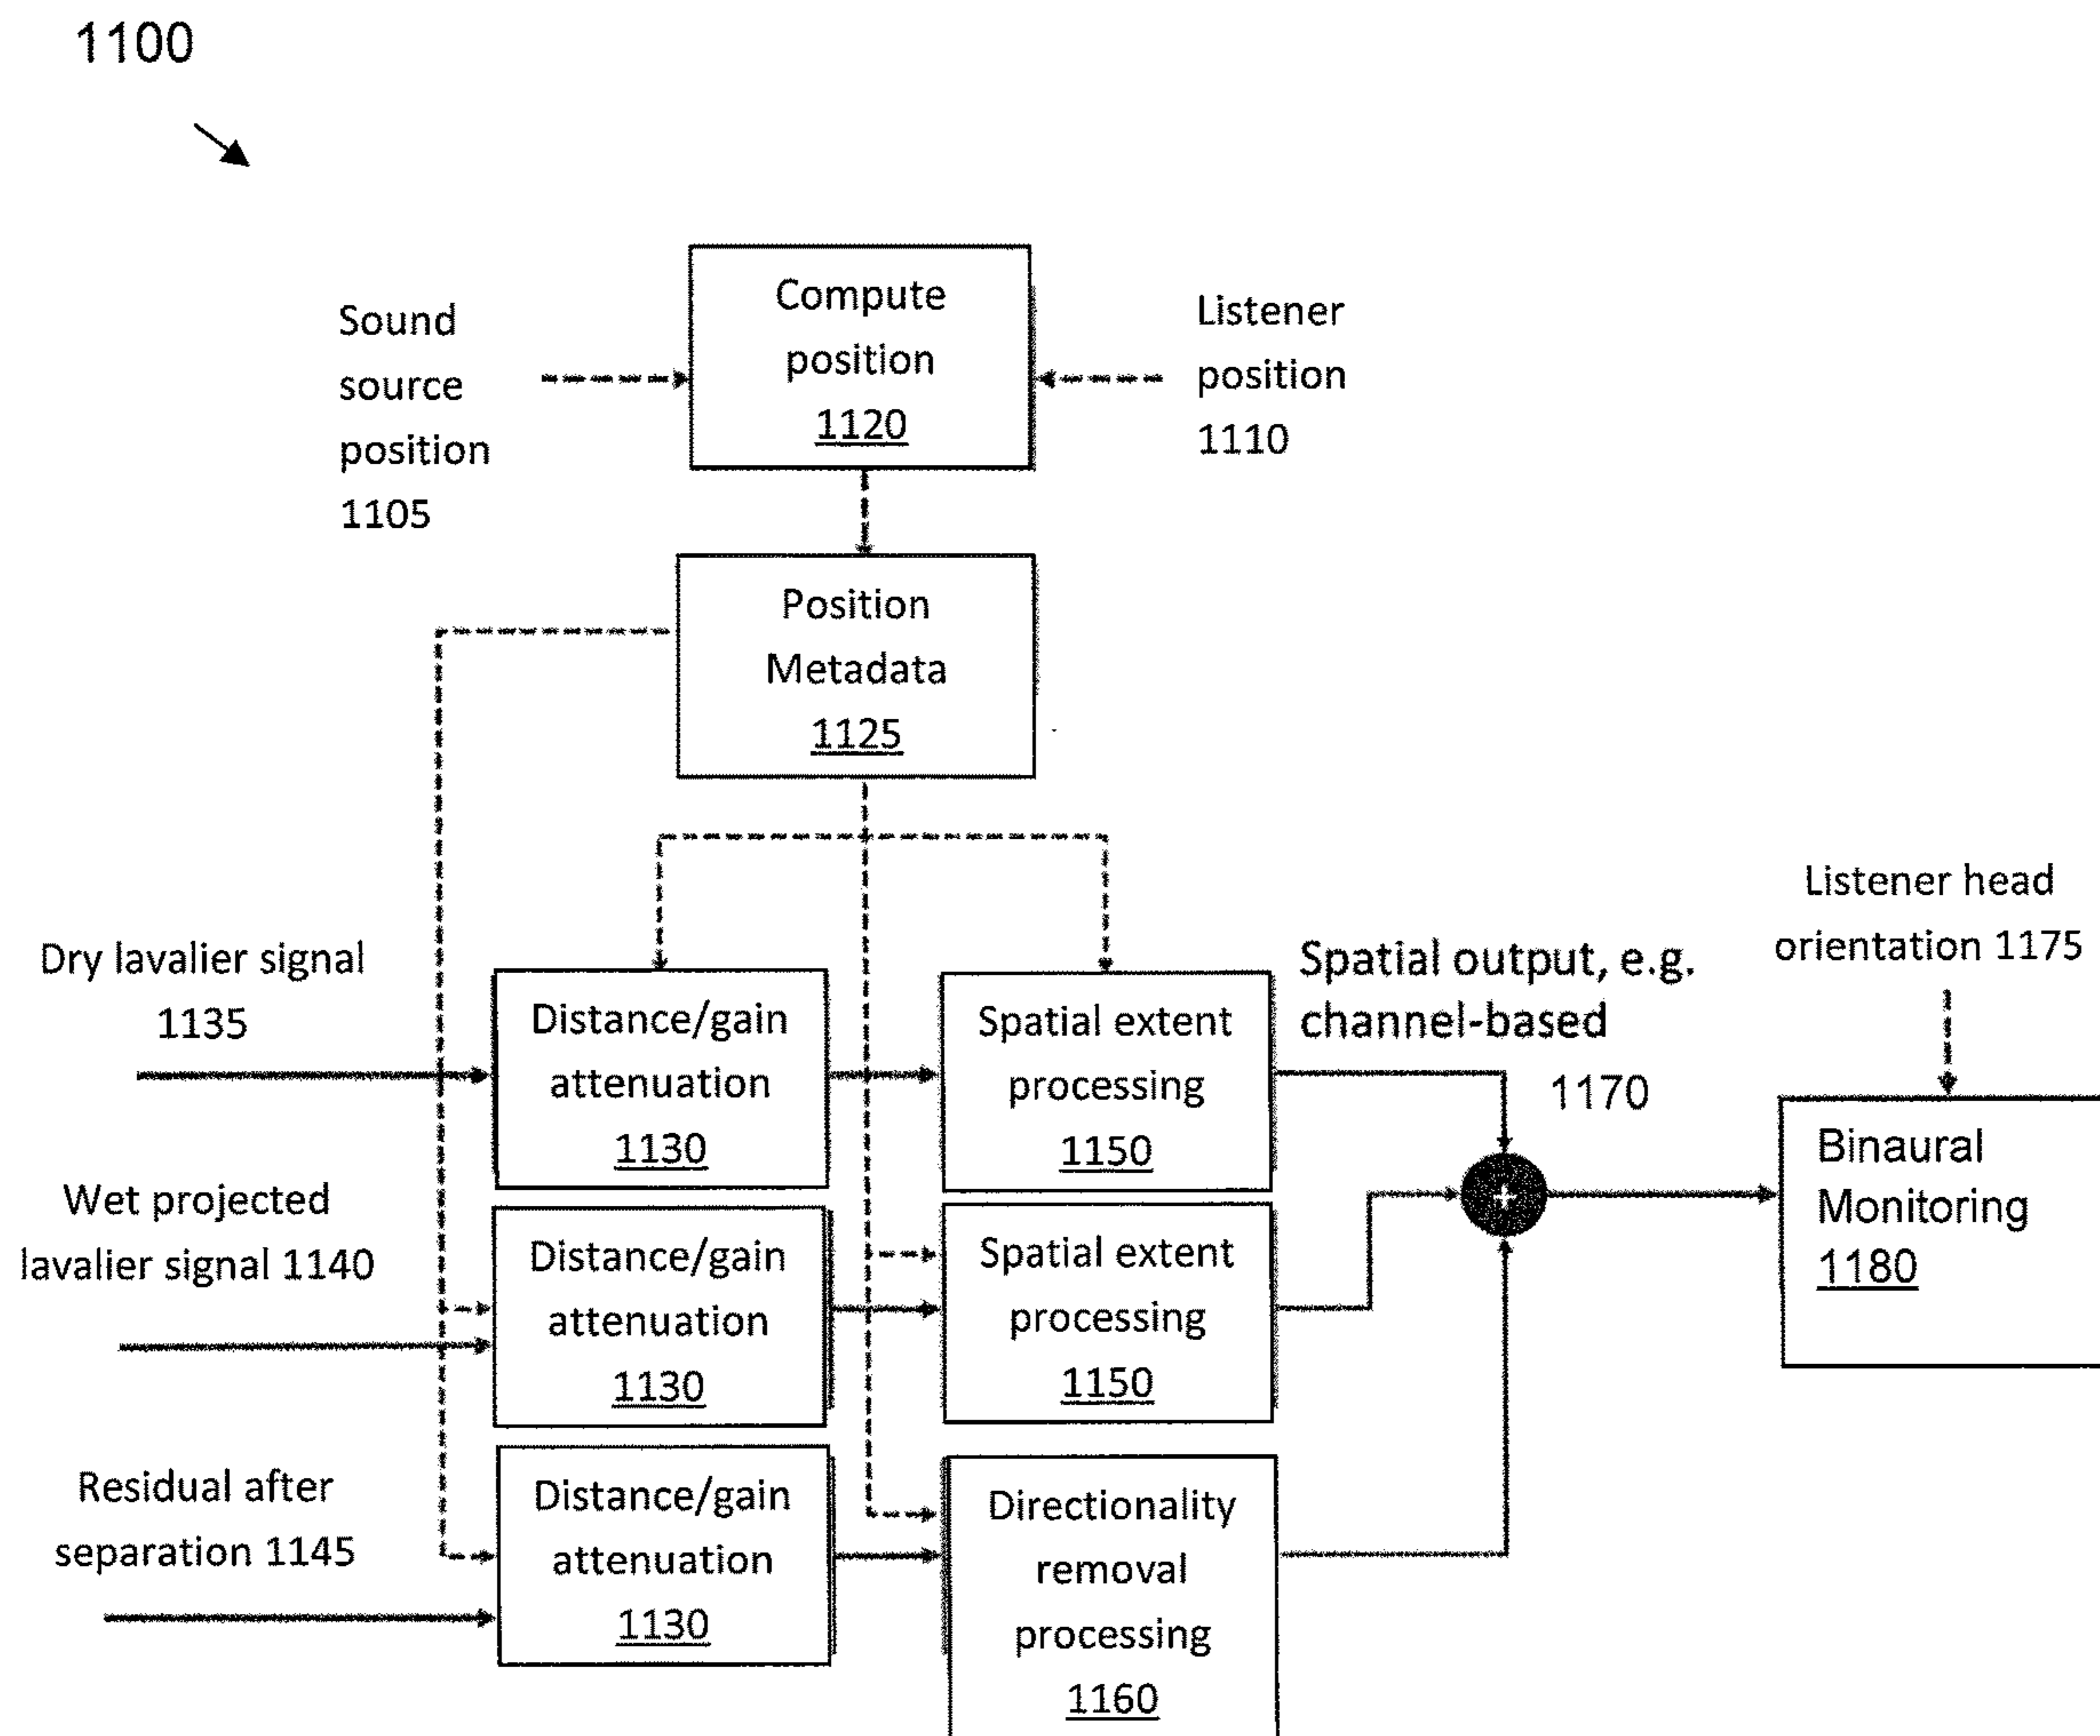 1100
Compute
position
1120
Sound
source
position
1105
Listener
position
1110
Position
Metadata
1125
Dry lavalier signal
1135
Distance/gain
attenuation
1130
Spatial extent
processing
1150
Spatial output, e.g.
channel-based
1170
Listener head
orientation 1175
Wet projected
lavalier signal 1140
Distance/gain
attenuation
1130
Spatial extent
processing
1150
+
Binaural
Monitoring
1180
Residual after
separation 1145
Distance/gain
attenuation
1130
Directionality
removal
processing
1160